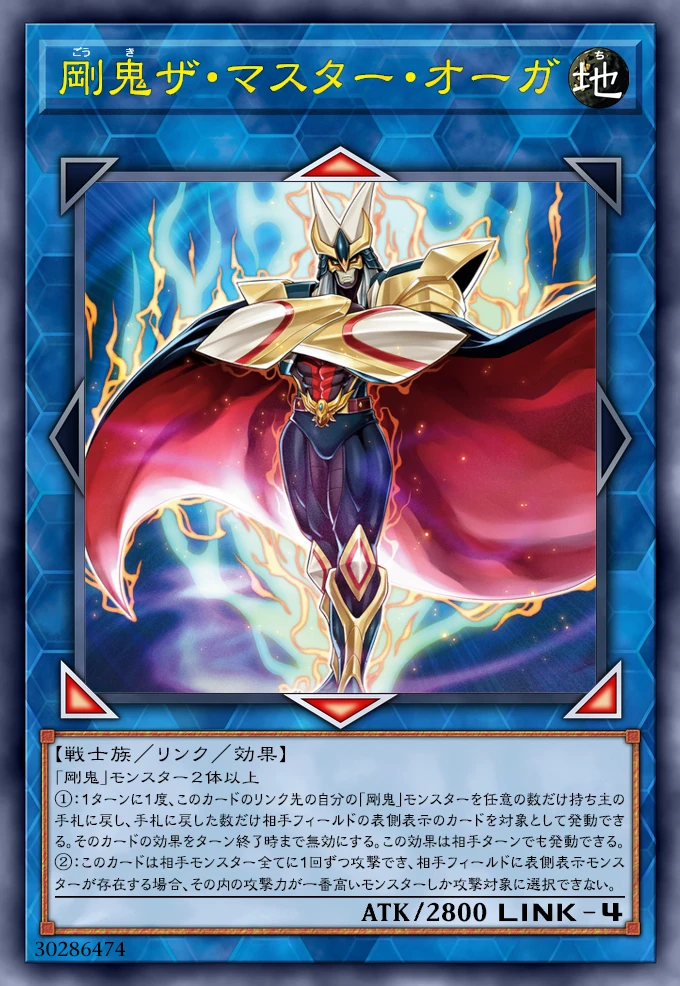 ごう き
剛鬼ザ・マスター・オーガ
ち
地
【戦士族／リンク／効果】
「剛鬼」モンスター２体以上
①：1ターンに1度、このカードのリンク先の自分の「剛鬼」モンスターを任意の数だけ持ち主の
手札に戻し、手札に戻した数だけ相手フィールドの表側表示のカードを対象として発動でき
る。そのカードの効果をターン終了時まで無効にする。この効果は相手ターンでも発動できる。
②：このカードは相手モンスター全てに1回ずつ攻撃でき、相手フィールドに表側表示モンス
ターが存在する場合、その内の攻撃力が一番高いモンスターしか攻撃対象に選択できない。
ATK/2800 LINK-4
30286474